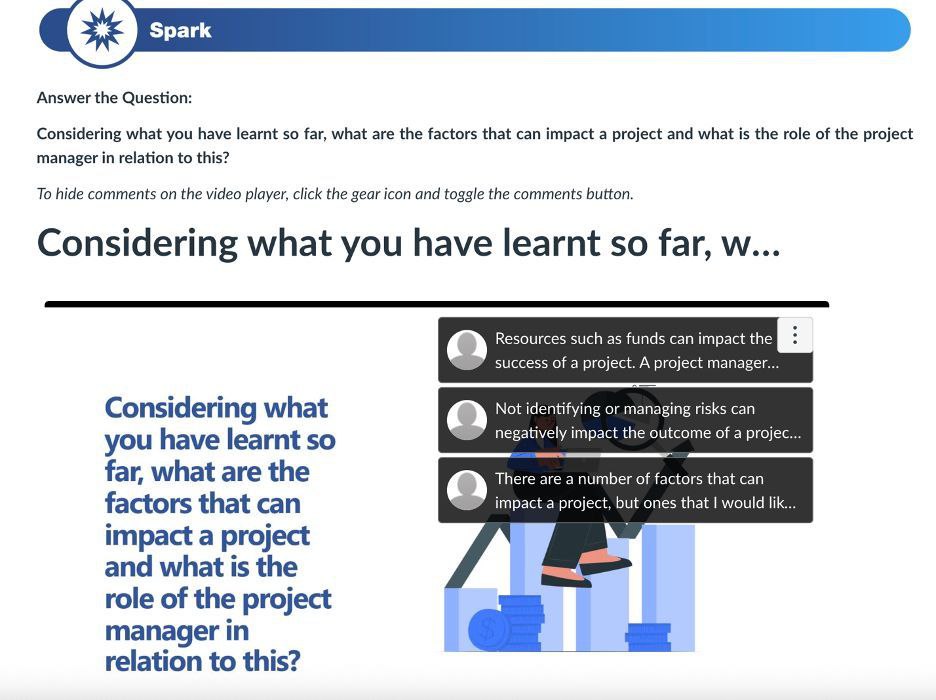 Spark
Answer the Question:
Considering what you have learnt so far, what are the factors that can impact a project and what is the role of the project
manager in relation to this?
To hide comments on the video player, click the gear icon and toggle the comments button.
Considering what you have learnt so far, w...
Resources such as funds can impact the
success of a project. A project manager...
Not identifying or managing risks can
negatively impact the outcome of a projec...
There are a number of factors that can
impact a project, but ones that I would lik...
Considering what
you have learnt so
far, what are the
factors that can
impact a project
and what is the
role of the project
manager in
relation to this?
$